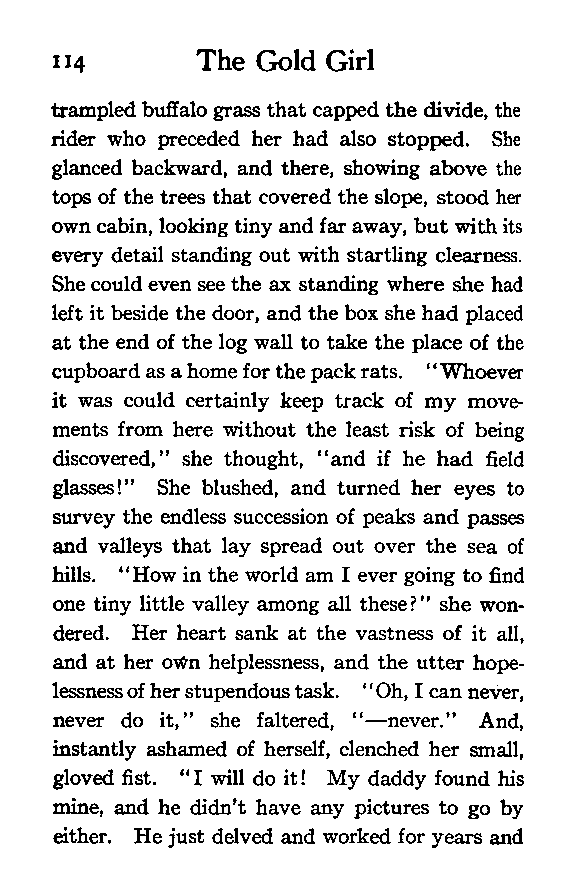 114 The Gold Girl
trampled buffalo grass that capped the divide, the
rider who preceded her had also stopped. She
glanced backward, and there, showing above the
tops of the trees that covered the slope, stood her
own cabin, looking tiny and far away, but with its
every detail standing out with startling clearness.
She could even see the ax standing where she had
left it beside the door, and the box she had placed
at the end of the log wall to take the place of the
cupboard as a home for the pack rats. "Whoever
it was could certainly keep track of my move-
ments from here without the least risk of being
discovered," she thought, "and if he had field
glasses!" She blushed, and turned her eyes to
survey the endless succession of peaks and passes
and valleys that lay spread out over the sea of
hills. "How in the world am I ever going to find
one tiny little valley among all these?" she won-
dered. Her heart sank at the vastness of it all,
and at her own helplessness, and the utter hope-
lessness of her stupendous task. "Oh, I can never,
never do it," she faltered, "—never." And,
instantly ashamed of herself, clenched her small,
gloved fist. "I will do it! My daddy found his
mine, and he didn't have any pictures to go by
either. He just delved and worked for years and